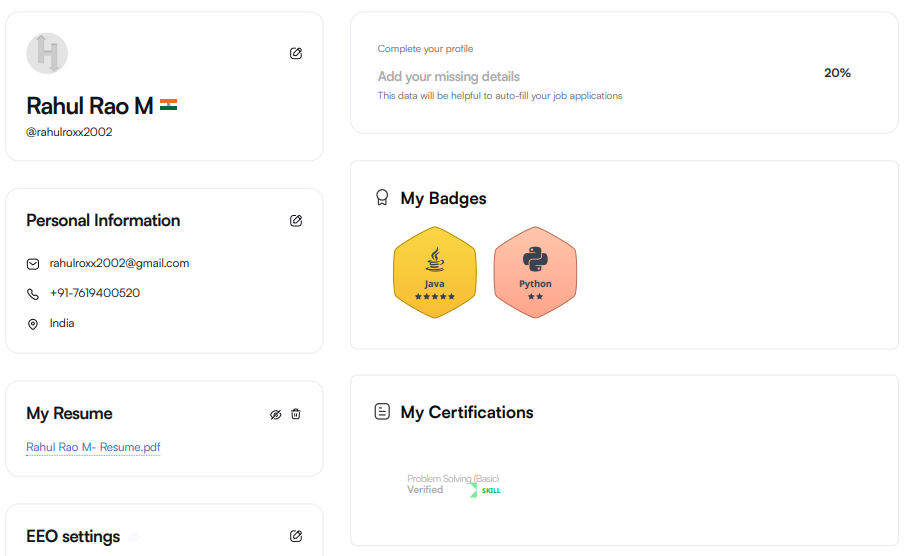 Rahul Rao M
@rahulroxx2002
Personal Information
rahulroxx2002@gmail.com
+91-7619400520
India
My Resume
Rahul Rao M- Resume.pdf
EEO settings
Complete your profile
Add your missing details
This data will be helpful to auto-fill your job applications
20%
My Badges
Java
Python
My Certifications
Problem Solving (Basic)
Verified
SKILL